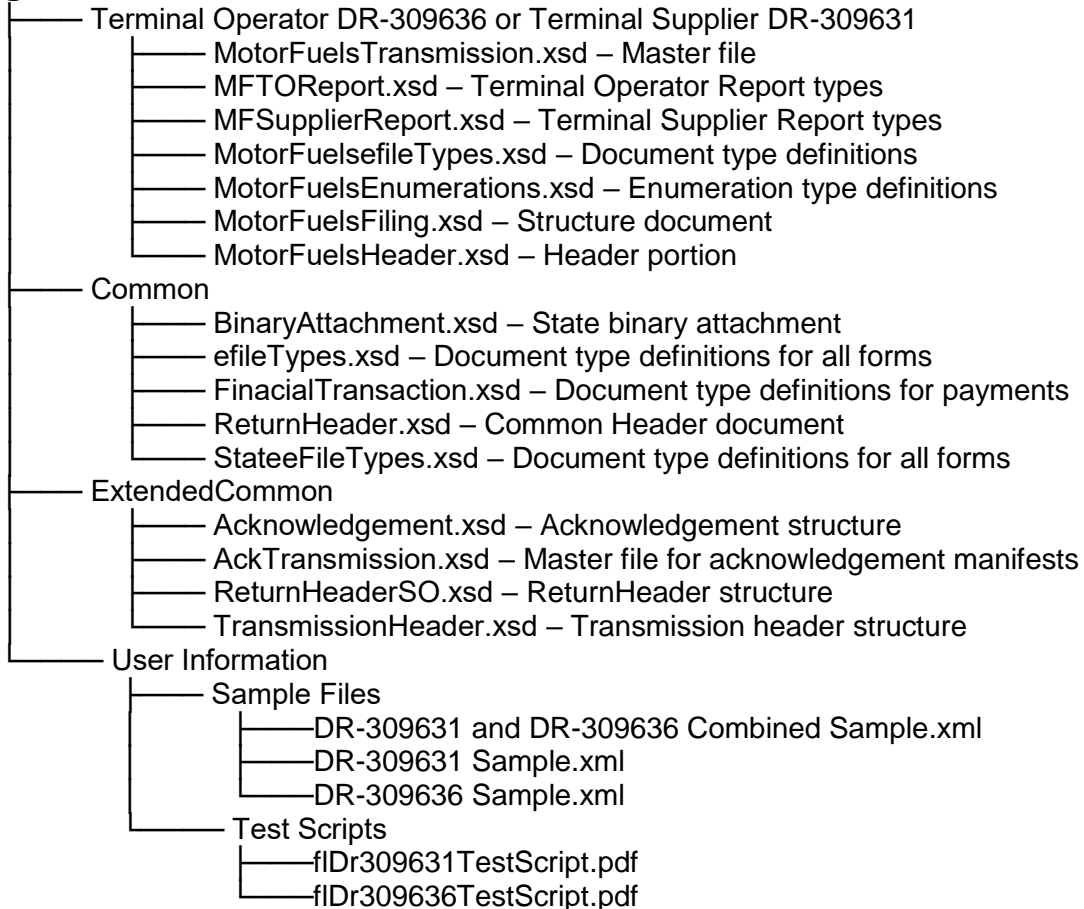 Terminal Operator DR-309636 or Terminal Supplier DR-309631
MotorFuelsTransmission.xsd – Master file
MFTOReport.xsd – Terminal Operator Report types
MFSupplierReport.xsd – Terminal Supplier Report types
MotorFuelsefileTypes.xsd – Document type definitions
MotorFuelsEnumerations.xsd – Enumeration type definitions
MotorFuelsFiling.xsd – Structure document
MotorFuelsHeader.xsd – Header portion
Common
BinaryAttachment.xsd – State binary attachment
efileTypes.xsd – Document type definitions for all forms
FinacialTransaction.xsd – Document type definitions for payments
ReturnHeader.xsd – Common Header document
StateeFileTypes.xsd – Document type definitions for all forms
ExtendedCommon
Acknowledgement.xsd – Acknowledgement structure
AckTransmission.xsd – Master file for acknowledgement manifests
ReturnHeaderSO.xsd – ReturnHeader structure
TransmissionHeader.xsd – Transmission header structure
User Information
Sample Files
DR-309631 and DR-309636 Combined Sample.xml
DR-309631 Sample.xml
DR-309636 Sample.xml
Test Scripts
flDr309631TestScript.pdf
flDr309636TestScript.pdf